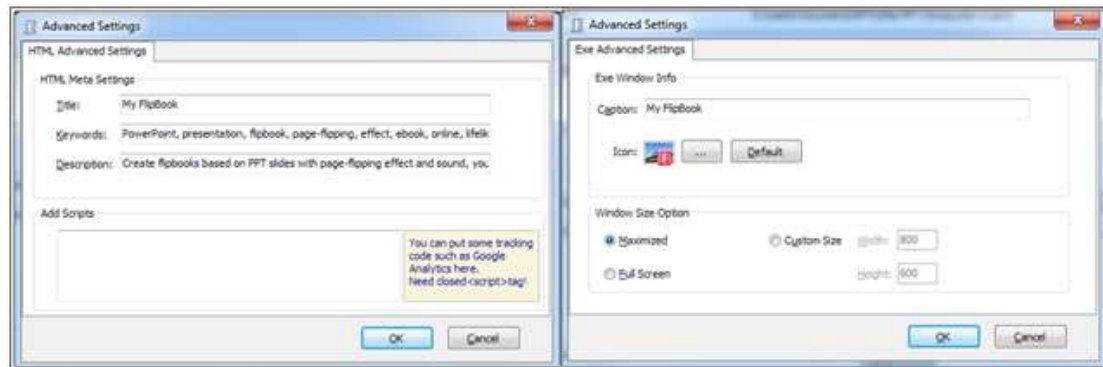 Advanced Settings
HTML Advanced Settings
HTML Meta Settings
Title: My FlipBook
Keywords: PowerPoint, presentation, flipbook, page-flipping, effect, ebook, online, lifelik
Description: Create flipbooks based on PPT slides with page-flipping effect and sound, you
Add Scripts
You can put some tracking
code such as Google
Analytics here.
Need closed<script>tag!
OK Cancel
Advanced Settings
Exe Advanced Settings
Exe Window Info
Caption: My FlipBook
Icon: ... Default
Window Size Option
Maximized Custom Size Width: 800
Full Screen Height: 600
OK Cancel